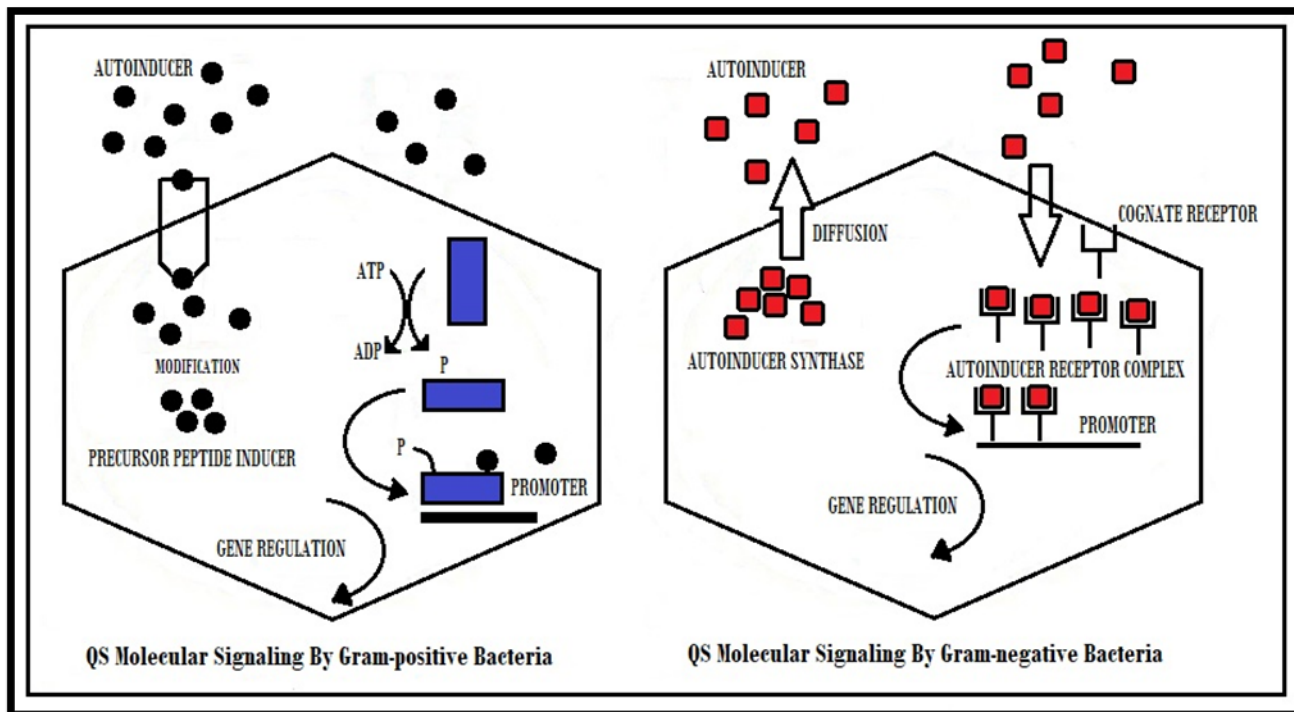 AUTOINDUCER
ATP
ADP
P
MODIFICATION
PRECURSOR PEPTIDE INDUCER
P
PROMOTER
GENE REGULATION
QS Molecular Signaling By Gram-positive Bacteria
AUTOINDUCER
COGNATE RECEPTOR
DIFFUSION
AUTOINDUCER SYNTHASE
AUTOINDUCER RECEPTOR COMPLEX
PROMOTER
GENE REGULATION
QS Molecular Signaling By Gram-negative Bacteria